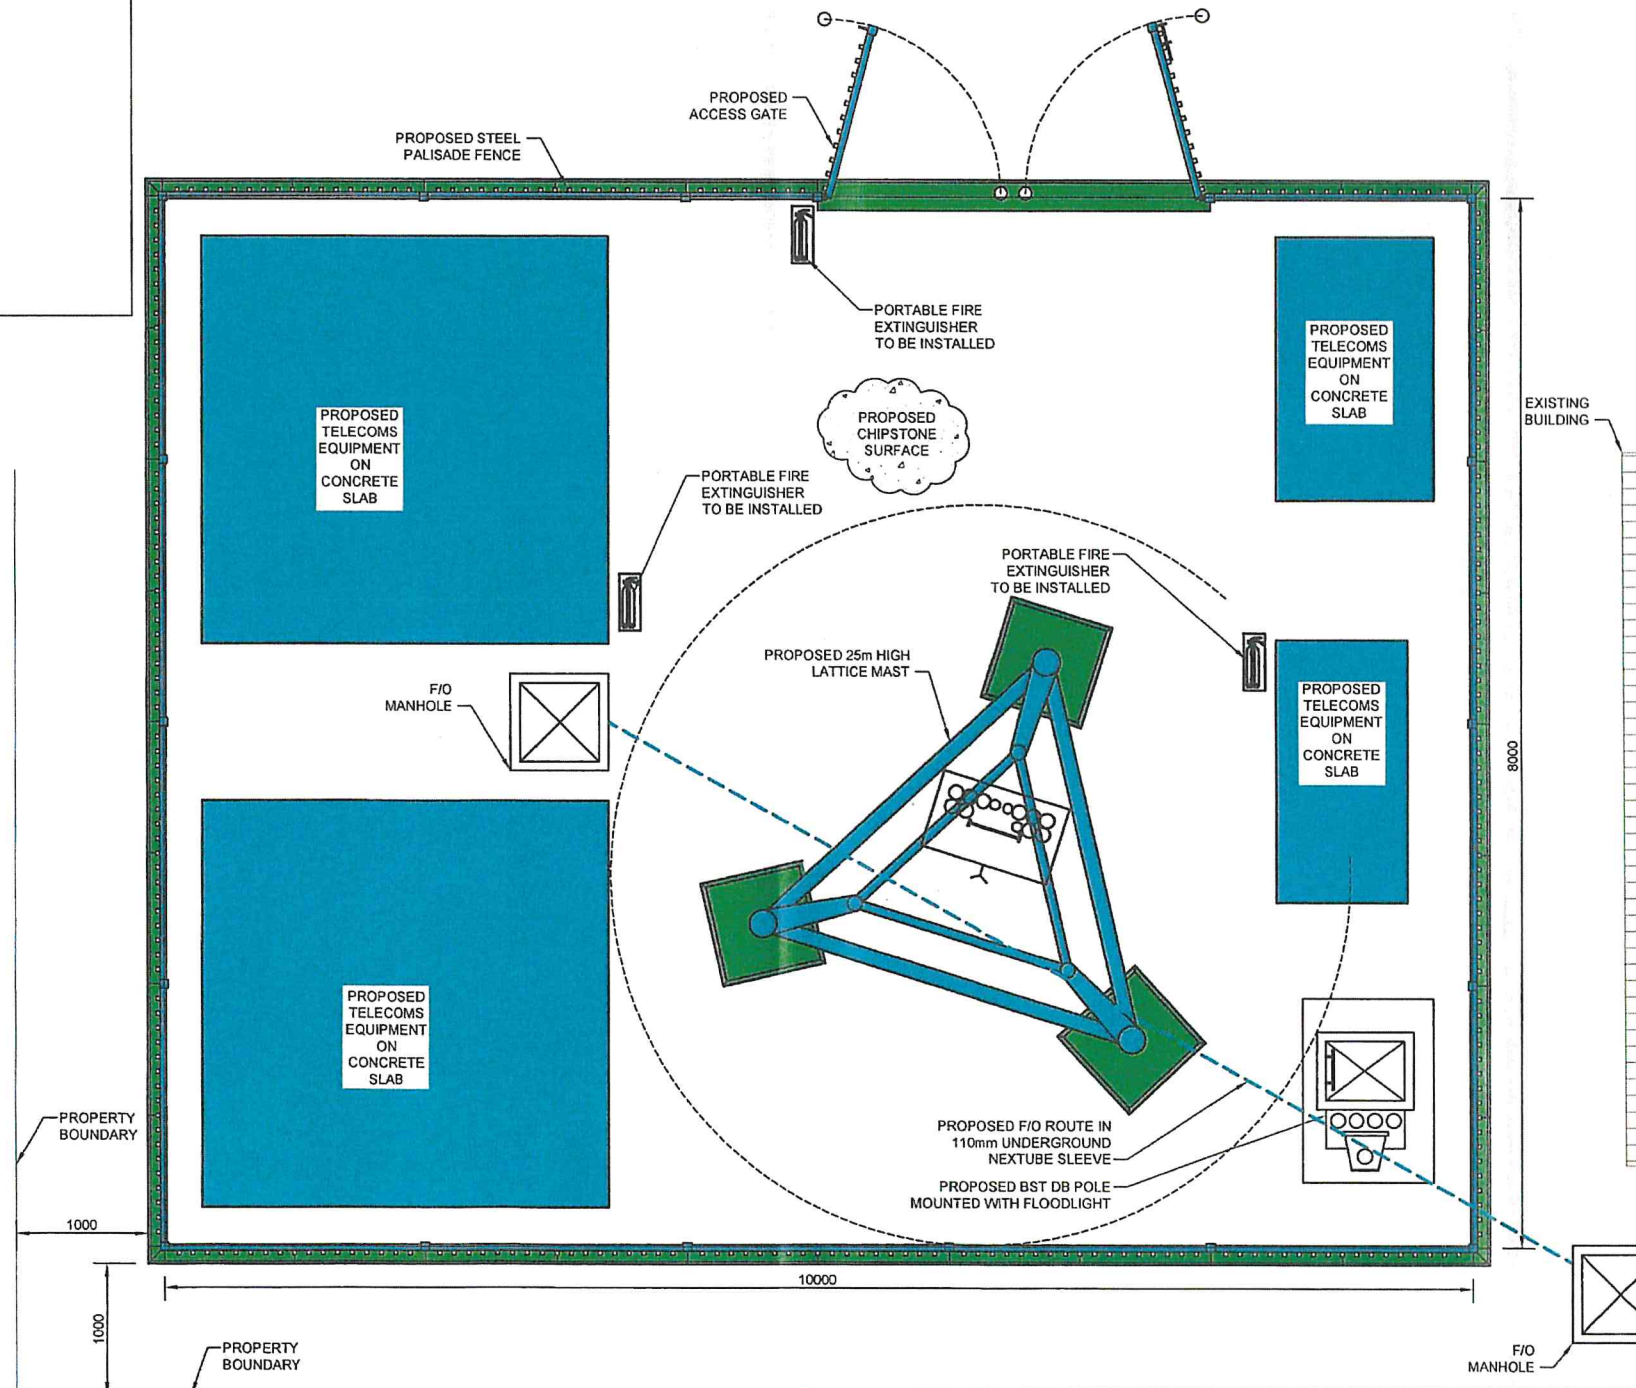 PROPOSED
ACCESS GATE
PROPOSED STEEL
PALISADE FENCE
PORTABLE FIRE
EXTINGUISHER
TO BE INSTALLED
PROPOSED
TELECOMS
EQUIPMENT
ON
CONCRETE
SLAB
PROPOSED
TELECOMS
EQUIPMENT
ON
CONCRETE
SLAB
PROPOSED
CHIPSTONE
SURFACE
EXISTING
BUILDING
PORTABLE FIRE
EXTINGUISHER
TO BE INSTALLED
PORTABLE FIRE
EXTINGUISHER
TO BE INSTALLED
PROPOSED 25m HIGH
LATTICE MAST
F/O
MANHOLE
PROPOSED
TELECOMS
EQUIPMENT
ON
CONCRETE
SLAB
8000
PROPOSED
TELECOMS
EQUIPMENT
ON
CONCRETE
SLAB
PROPERTY
BOUNDARY
PROPOSED F/O ROUTE IN
110mm UNDERGROUND
NEXTUBE SLEEVE
PROPOSED BST DB POLE
MOUNTED WITH FLOODLIGHT
1000
10000
1000
PROPERTY
BOUNDARY
F/O
MANHOLE